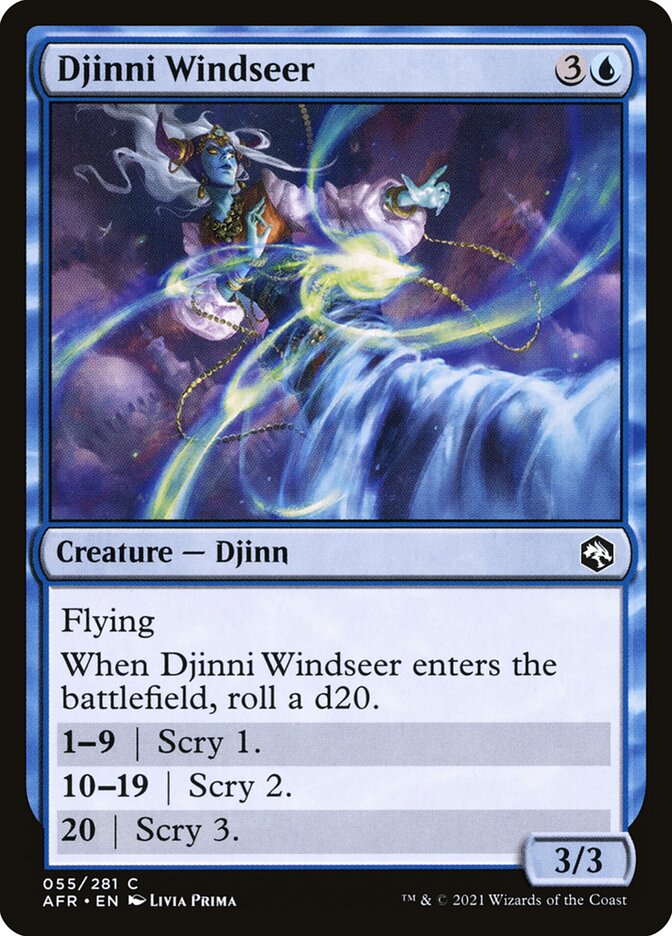 Djinni Windseer 3
Creature — Djinn
Flying
When Djinni Windseer enters the
battlefield, roll a d20.
1–9 | Scry 1.
10–19 | Scry 2.
20 | Scry 3.
3/3
055/281 C
AFR • EN Livia Prima
™ & © 2021 Wizards of the Coast